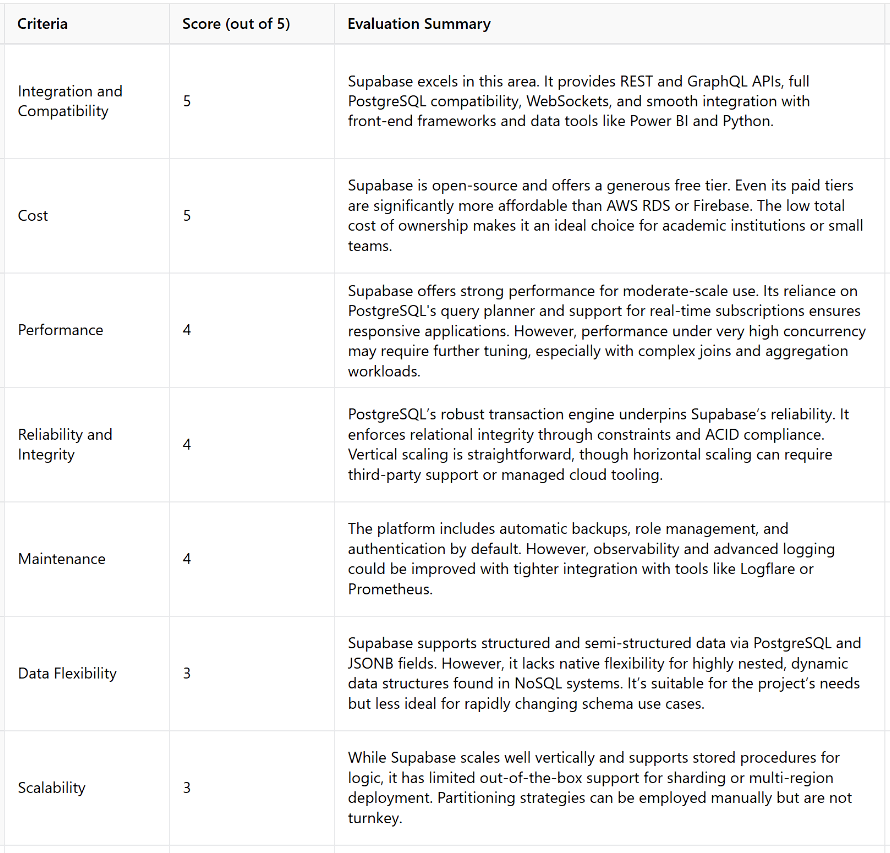 Criteria
Score (out of 5)
Evaluation Summary
Integration and
Compatibility
5
Supabase excels in this area. It provides REST and GraphQL APIs, full
PostgreSQL compatibility, WebSockets, and smooth integration with
front-end frameworks and data tools like Power BI and Python.
Cost
5
Supabase is open-source and offers a generous free tier. Even its paid tiers
are significantly more affordable than AWS RDS or Firebase. The low total
cost of ownership makes it an ideal choice for academic institutions or small
teams.
Performance
4
Supabase offers strong performance for moderate-scale use. Its reliance on
PostgreSQL's query planner and support for real-time subscriptions ensures
responsive applications. However, performance under very high concurrency
may require further tuning, especially with complex joins and aggregation
workloads.
Reliability and
Integrity
4
PostgreSQL’s robust transaction engine underpins Supabase’s reliability. It
enforces relational integrity through constraints and ACID compliance.
Vertical scaling is straightforward, though horizontal scaling can require
third-party support or managed cloud tooling.
Maintenance
4
The platform includes automatic backups, role management, and
authentication by default. However, observability and advanced logging
could be improved with tighter integration with tools like Logflare or
Prometheus.
Data Flexibility
3
Supabase supports structured and semi-structured data via PostgreSQL and
JSONB fields. However, it lacks native flexibility for highly nested, dynamic
data structures found in NoSQL systems. It’s suitable for the project’s needs
but less ideal for rapidly changing schema use cases.
Scalability
3
While Supabase scales well vertically and supports stored procedures for
logic, it has limited out-of-the-box support for sharding or multi-region
deployment. Partitioning strategies can be employed manually but are not
turnkey.